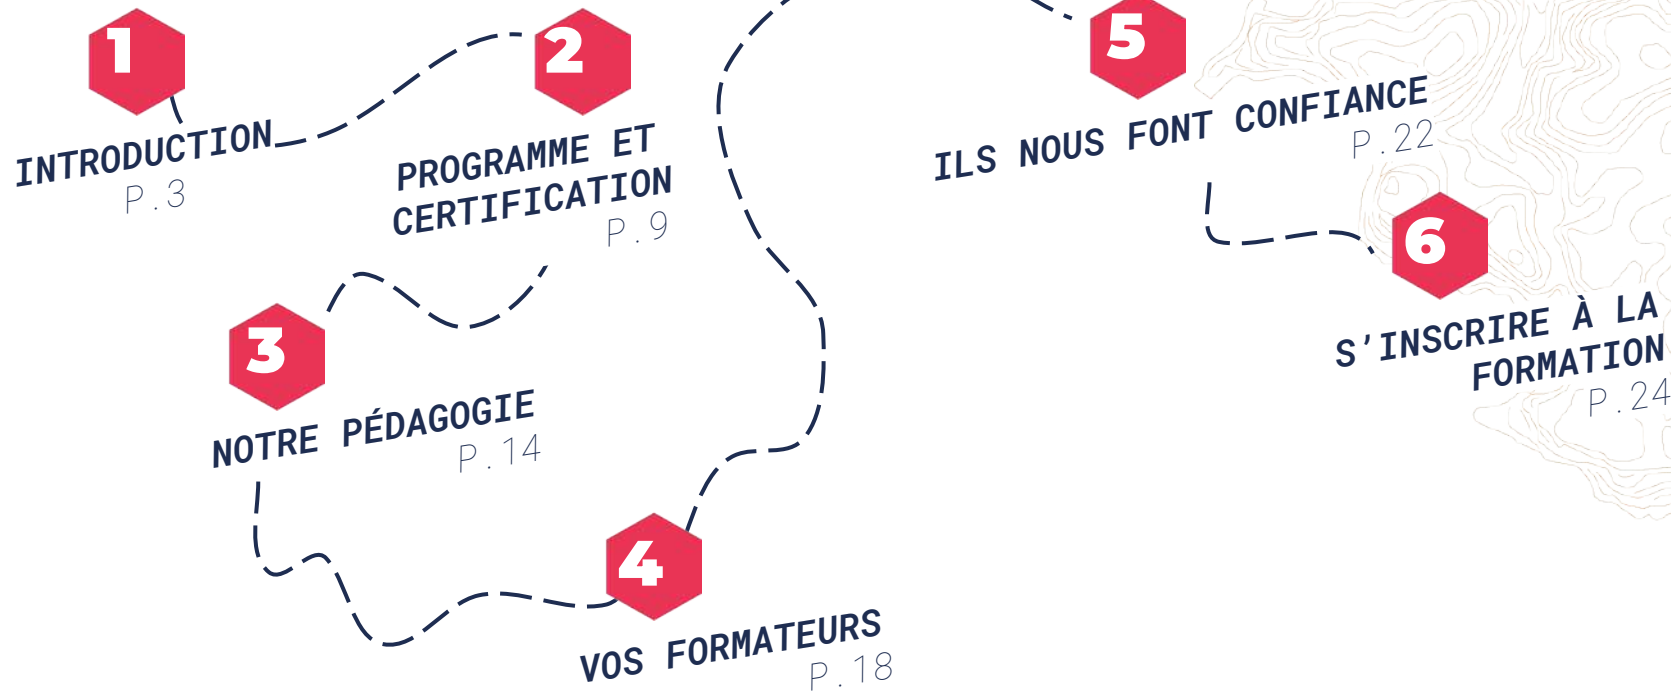 1
INTRODUCTION
P.3
2
PROGRAMME ET
CERTIFICATION
P.9
3
NOTRE PÉDAGOGIE
P.14
4
VOS FORMATEURS
P.18
5
ILS NOUS FONT CONFIANCE
P.22
6
S'INSCRIRE À LA
FORMATION
P.24